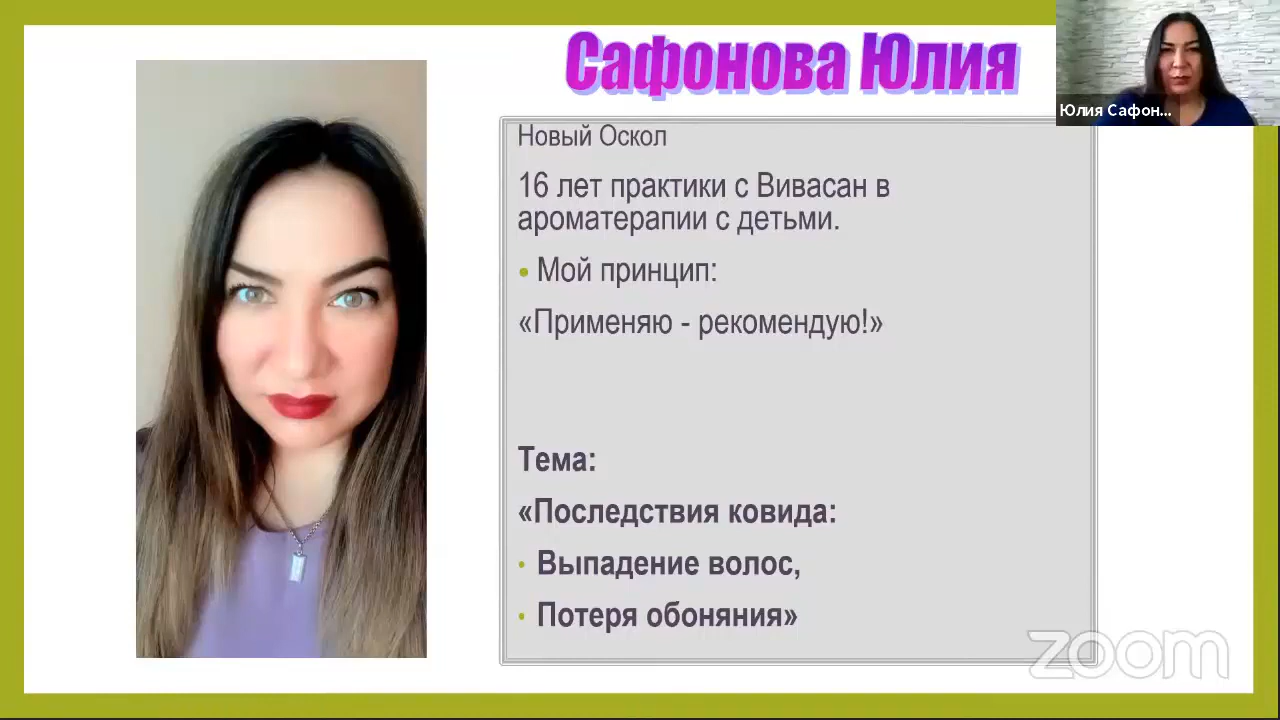 Сафонова Юлия
Юлия Сафон...
Новый Оскол
16 лет практики с Вивасан в
ароматерапии с детьми.
• Мой принцип:
«Применяю - рекомендую!»
Тема:
«Последствия ковида:
• Выпадение волос,
• Потеря обоняния»
zoom